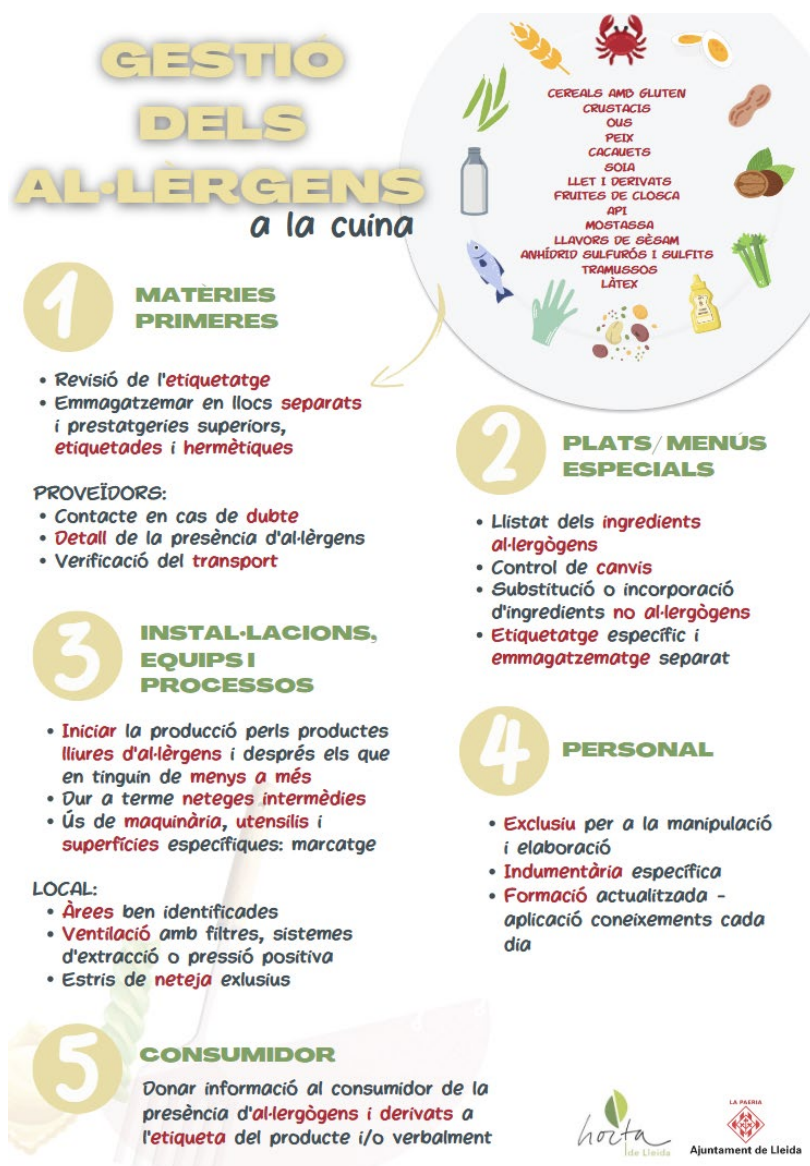 GESTIÓ
DELS
AL·LÈRGENS
a la cuina
CEREALS AMB GLUTEN
CRUSTACIS
OUS
PEIX
CACAUETS
SOIA
LLET I DERIVATS
FRUITES DE CLOSCA
API
MOSTASSA
LLAVORS DE SÈSAM
ANHÍDRID SULFURÓS I SULFITS
TRAMUSSOS
LÀTEX
1
MATÈRIES
PRIMERES
• Revisió de l'etiquetatge
• Emmagatzemar en llocs separats
i prestatgeries superiors,
etiquetades i hermètiques
PROVEÏDORS:
• Contacte en cas de dubte
• Detall de la presència d'al·lèrgens
• Verificació del transport
2
PLATS/MENÚS
ESPECIALS
• Llistat dels ingredients
al·lergògens
• Control de canvis
• Substitució o incorporació
d'ingredients no al·lergògens
• Etiquetatge específic i
emmagatzematge separat
3
INSTAL·LACIONS,
EQUIPS I
PROCESSOS
• Iniciar la producció perls productes
lliures d'al·lèrgens i després els que
en tinguin de menys a més
• Dur a terme neteges intermèdies
• Ús de maquinària, utensilis i
superfícies específiques: marcatge
LOCAL:
• Àrees ben identificades
• Ventilació amb filtres, sistemes
d'extracció o pressió positiva
• Estris de neteja exlusius
4
PERSONAL
• Exclusiu per a la manipulació
i elaboració
• Indumentària específica
• Formació actualitzada -
aplicació coneixements cada
dia
5
CONSUMIDOR
Donar informació al consumidor de la
presència d'al·lergògens i derivats a
l'etiqueta del producte i/o verbalment
horta
de Lleida
LA PAERIA
Ajuntament de Lleida